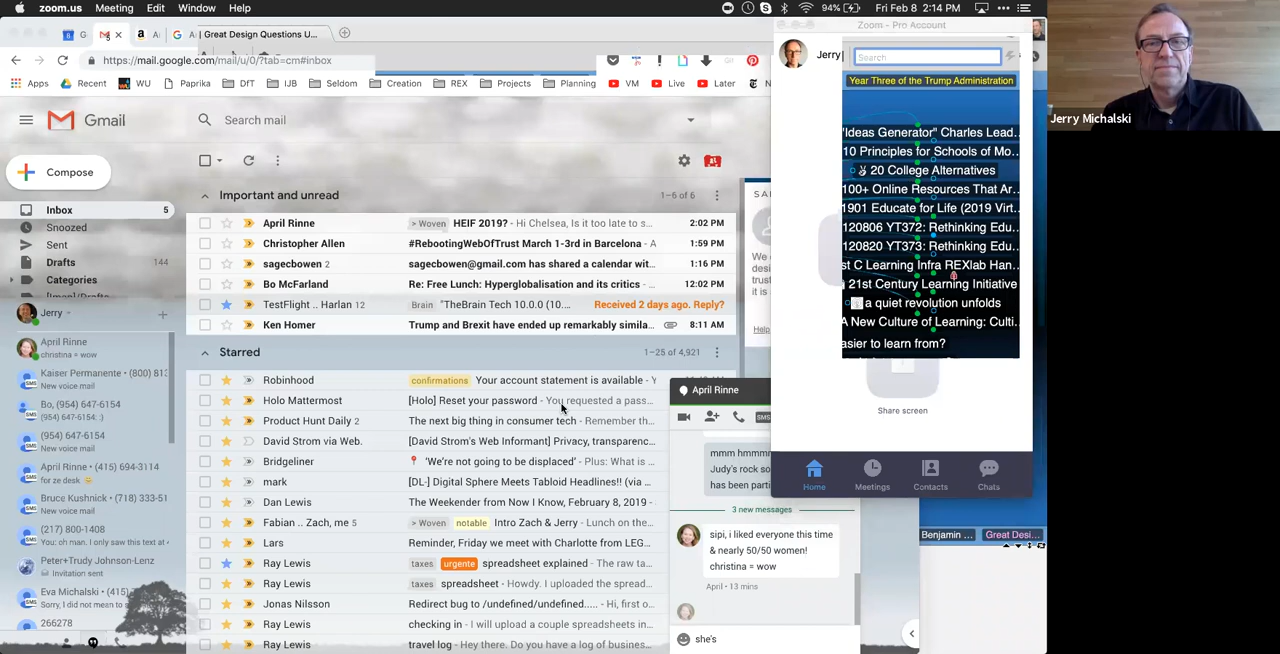 zoom.us Meeting Edit Window Help
94% Fri Feb 8 2:14 PM
Great Design Questions U...
https://mail.google.com/mail/u/0/?tab=cm#inbox
Apps Recent WU Paprika DtF IJB Seldom Creation REX Projects Planning VM Live Later
Gmail
Search mail
Compose
Inbox 5
Snoozed
Sent
Drafts 144
Categories
Jerry
April Rinne
christina = wow
Kaiser Permanente • (800) 813
New voice mail
Bo, (954) 647-6154
(954) 647-6154: :)
(954) 647-6154
New voice mail
April Rinne • (415) 694-3114
for ze desk
Bruce Kushnick • (718) 333-51
New voice mail
(217) 800-1408
You: oh man. I only saw this text at
Peter+Trudy Johnson-Lenz
Invitation sent
Eva Michalski • (415)
Sorry, I did not mean to s
266278
Important and unread 1–6 of 6
April Rinne > Woven HEIF 2019? - Hi Chelsea, Is it too late to s... 2:02 PM
Christopher Allen #RebootingWebOfTrust March 1-3rd in Barcelona - A 1:59 PM
sagecbowen 2 sagecbowen@gmail.com has shared a calendar wit... 1:16 PM
Bo McFarland Re: Free Lunch: Hyperglobalisation and its critics - 12:02 PM
TestFlight .. Harlan 12 Brain "TheBrain Tech 10.0.0 (10.... Received 2 days ago. Reply?
Ken Homer Trump and Brexit have ended up remarkably simila... 8:11 AM
Starred 1–25 of 4,921
Robinhood confirmations Your account statement is available - Y
Holo Mattermost [Holo] Reset your password - You requested a pass...
Product Hunt Daily 2 The next big thing in consumer tech - Remember th...
David Strom via Web. [David Strom's Web Informant] Privacy, transparenc...
Bridgeliner 'We're not going to be displaced' - Plus: What is ...
mark [DL-] Digital Sphere Meets Tabloid Headlines!! (via ...
Dan Lewis The Weekender from Now I Know, February 8, 2019 -
Fabian .. Zach, me 5 > Woven notable Intro Zach & Jerry - Lunch on the...
Reminder, Friday we meet with Charlotte from LEG...
Ray Lewis taxes urgente spreadsheet explained - The raw ta...
Ray Lewis taxes spreadsheet - Howdy. I uploaded the spread...
Jonas Nilsson Redirect bug to /undefined/undefined..... - Hi, first o...
Ray Lewis checking in - I will upload a couple spreadsheets in...
Ray Lewis travel log - Hey there. Do you have a log of busines...
Help
April Rinne
SMS
mmm hmmm
Judy's rock so
has been parti
3 new messages
sipi, i liked everyone this time
& nearly 50/50 women!
christina = wow
April • 13 mins
she's
Zoom - Pro Account
Jerry
Search
Year Three of the Trump Administration
"Ideas Generator" Charles Lead...
10 Principles for Schools of Mo...
20 College Alternatives
100+ Online Resources That Ar...
1901 Educate for Life (2019 Virt...
120806 YT372: Rethinking Edu...
120820 YT373: Rethinking Edu...
st C Learning Infra REXlab Han...
21st Century Learning Initiative
a quiet revolution unfolds
A New Culture of Learning: Culti...
easier to learn from?
Share screen
Home Meetings Contacts Chats
Benjamin ... Great Desi...
Jerry Michalski